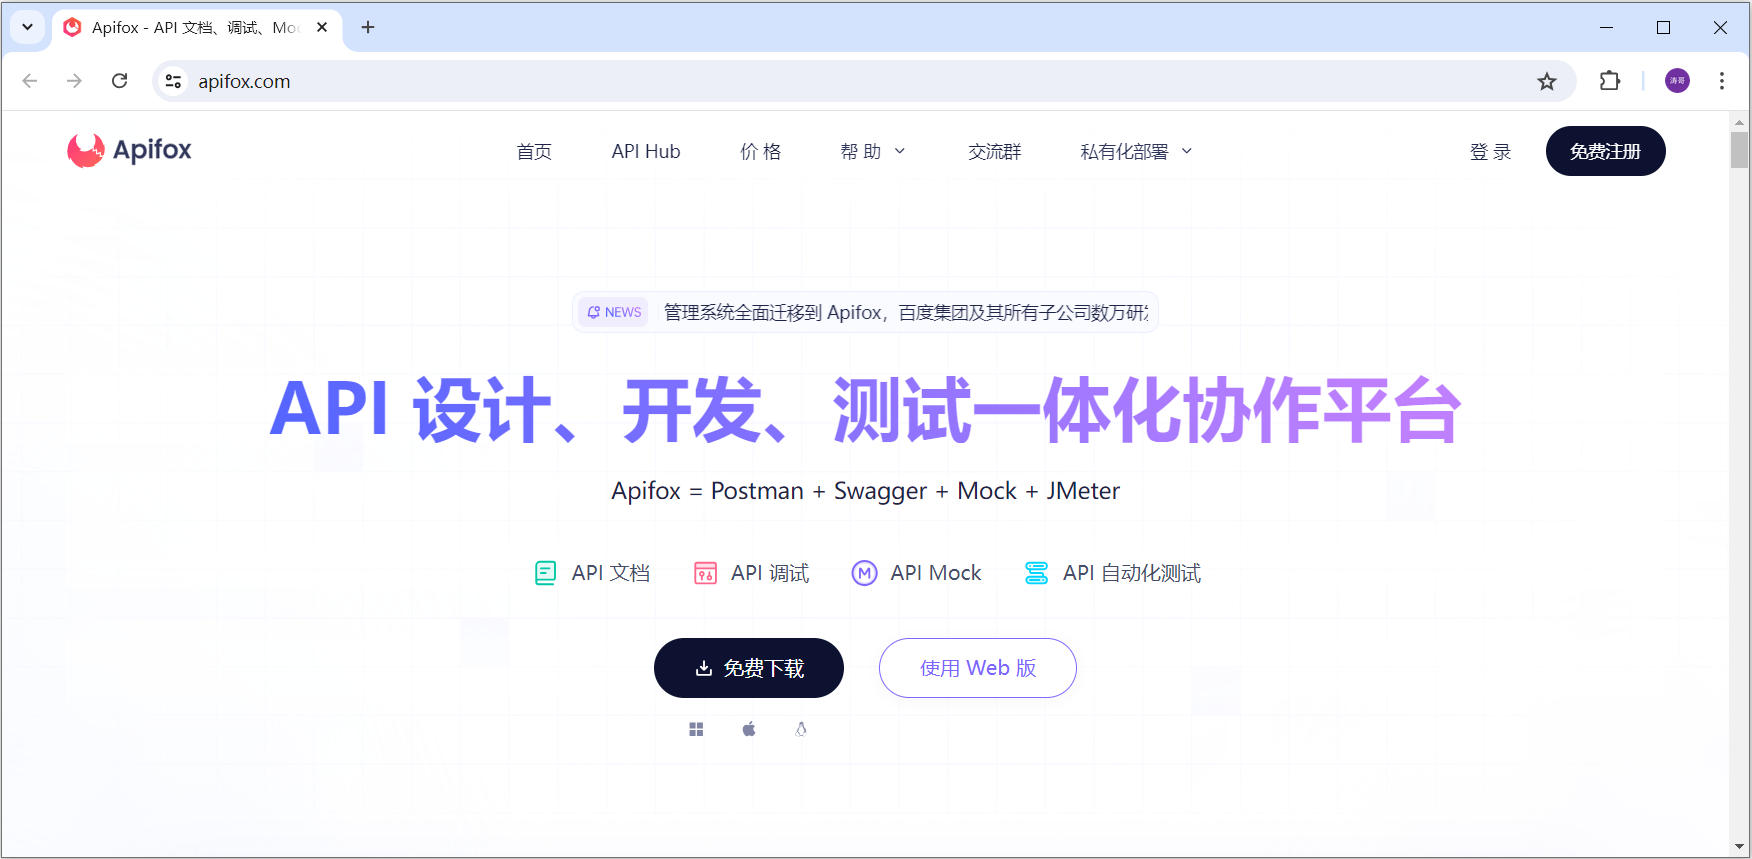 Apifox - API 文档、调试、Moc
apifox.com
涛哥
Apifox
首页 API Hub 价 格 帮 助 交流群 私有化部署 登 录 免费注册
NEWS 管理系统全面迁移到 Apifox，百度集团及其所有子公司数万研
API 设计、开发、测试一体化协作平台
Apifox = Postman + Swagger + Mock + JMeter
API 文档 API 调试 M API Mock API 自动化测试
免费下载 使用 Web 版